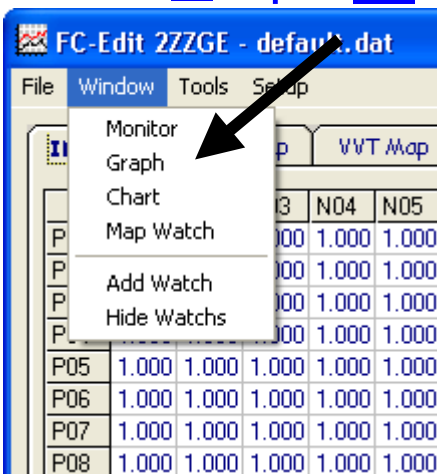 FC-Edit 2ZZGE - default.dat
File Window Tools Setup
Monitor
Graph
Chart
Map Watch
Add Watch
Hide Watchs
VVT Map
N04 N05
1.000 1.000
1.000 1.000
1.000 1.000
1.000 1.000
P05 1.000 1.000 1.000 1.000 1.000
P06 1.000 1.000 1.000 1.000 1.000
P07 1.000 1.000 1.000 1.000 1.000
P08 1.000 1.000 1.000 1.000 1.000